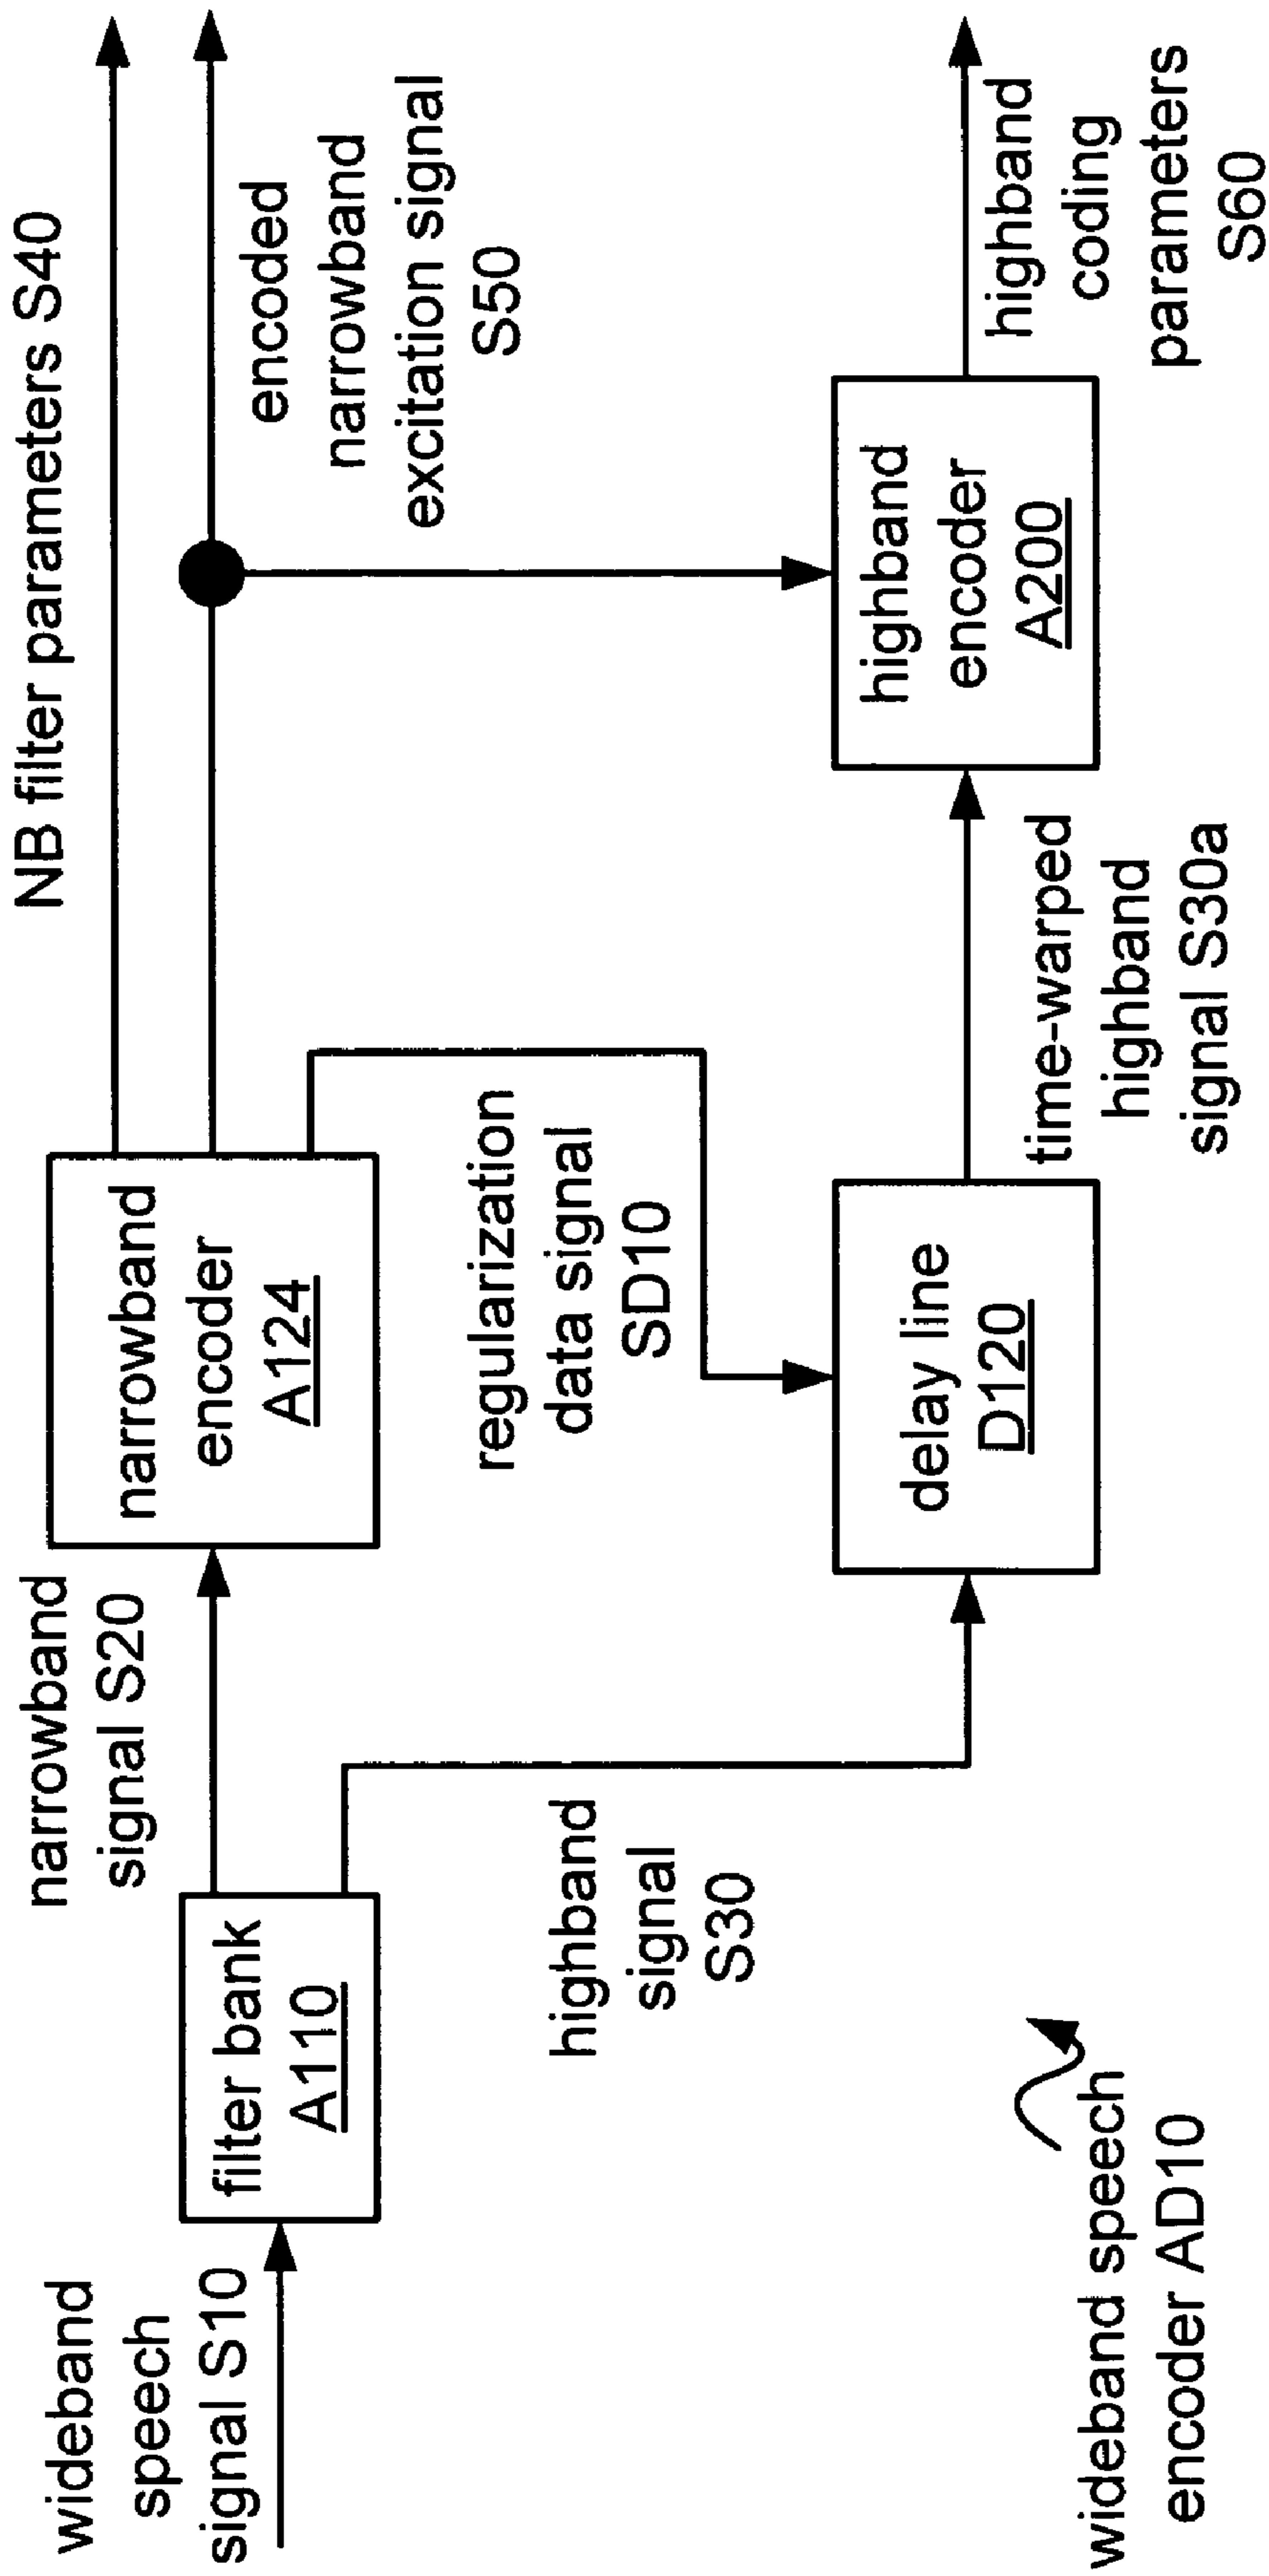 wideband
speech
signal S10
filter bank
A110
narrowband
signal S20
highband
signal
S30
narrowband
encoder
A124
regularization
data signal
SD10
delay line
D120
NB filter parameters S40
encoded
narrowband
excitation signal
S50
time-warped
highband
signal S30a
highband
encoder
A200
highband
coding
parameters
S60
wideband speech
encoder AD10